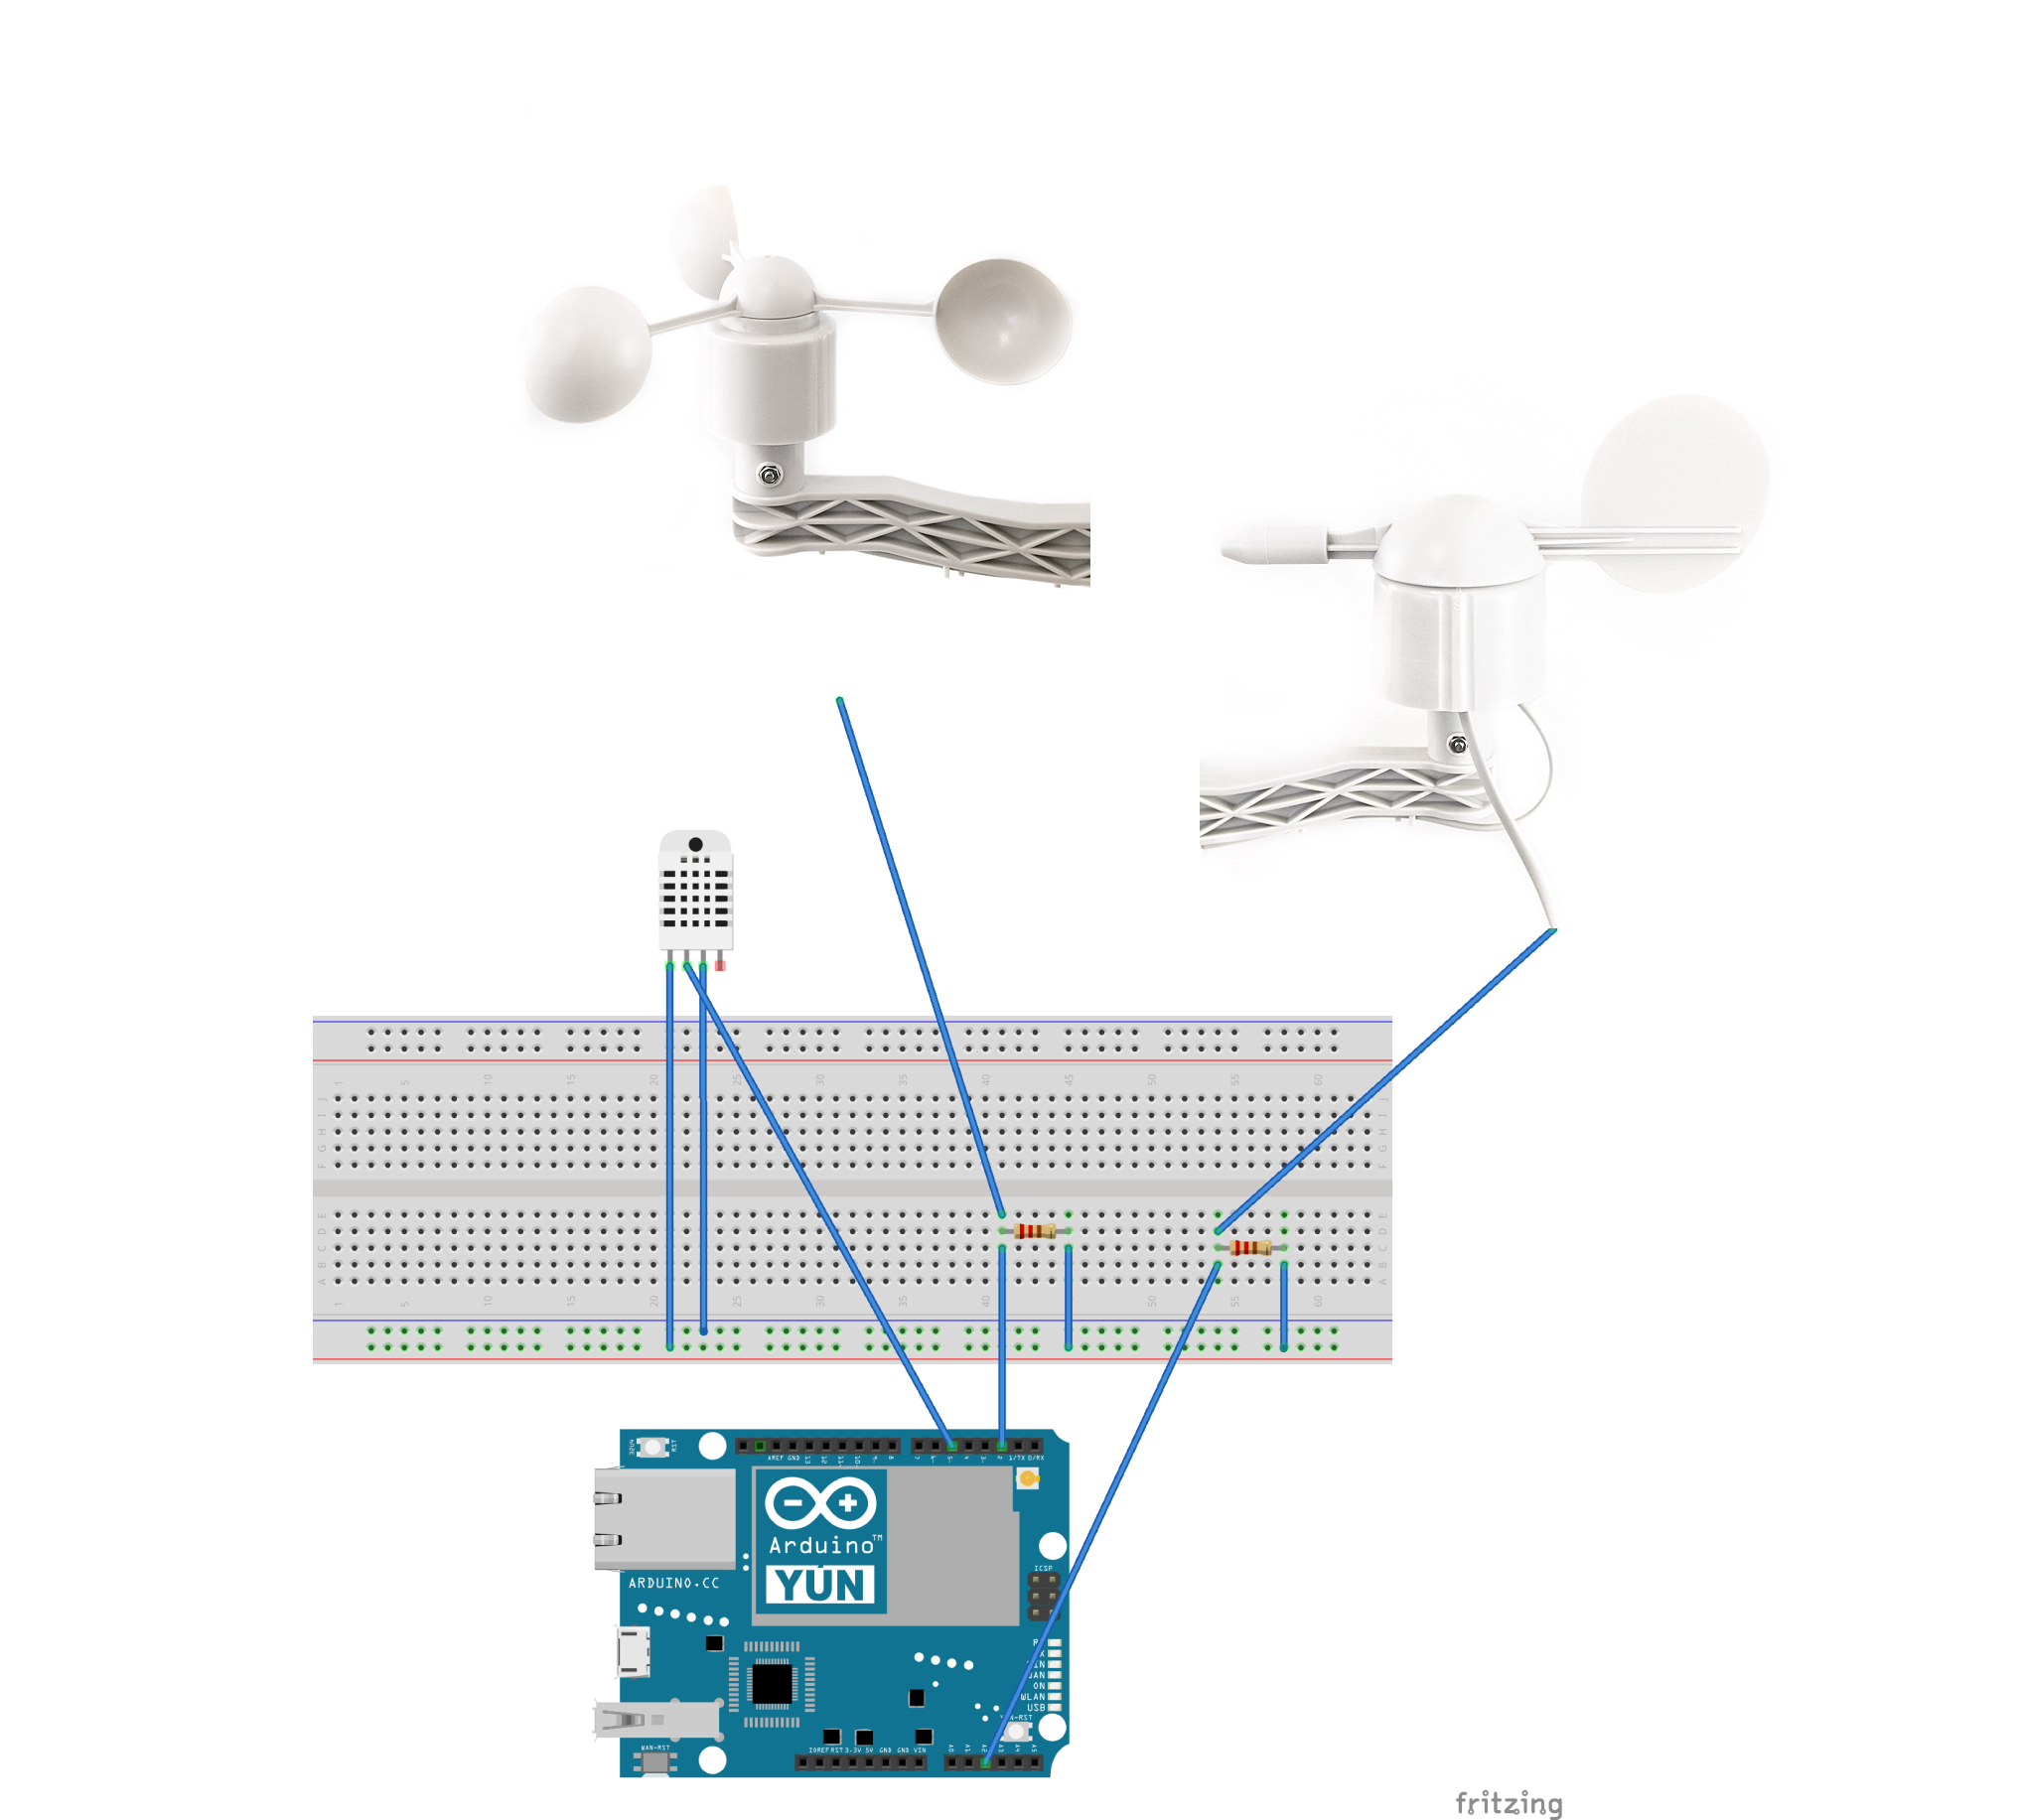 1 5 10 15 20 25 30 35 40 45 50 55 60
J
I
H
G
F
E
D
C
B
A
J
I
H
G
F
E
D
C
B
A
1 5 10 15 20 25 30 35 40 50 55 60
32U4 RST
AREF GND 13 12 11~ 10~ 9~ 8
7 6~ 5~ 4 3~ 2 1/TX 0/RX
Arduino™
YÚN
ARDUINO.CC
ICSP
WLAN
USB
ON
WAN-RST
IOREF RST 3.3V 5V GND GND VIN
A0 A1 A2 A3 A4 A5
fritzing